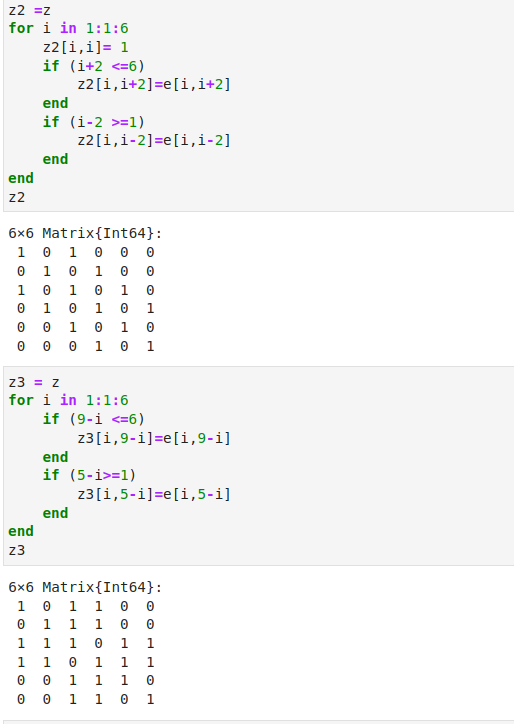 z2 =z
for i in 1:1:6
    z2[i,i]= 1
    if (i+2 <=6)
        z2[i,i+2]=e[i,i+2]
    end
    if (i-2 >=1)
        z2[i,i-2]=e[i,i-2]
    end
end
z2
6×6 Matrix{Int64}:
 1  0  1  0  0  0
 0  1  0  1  0  0
 1  0  1  0  1  0
 0  1  0  1  0  1
 0  0  1  0  1  0
 0  0  0  1  0  1
z3 = z
for i in 1:1:6
    if (9-i <=6)
        z3[i,9-i]=e[i,9-i]
    end
    if (5-i>=1)
        z3[i,5-i]=e[i,5-i]
    end
end
z3
6×6 Matrix{Int64}:
 1  0  1  1  0  0
 0  1  1  1  0  0
 1  1  1  0  1  1
 1  1  0  1  1  1
 0  0  1  1  1  0
 0  0  1  1  0  1